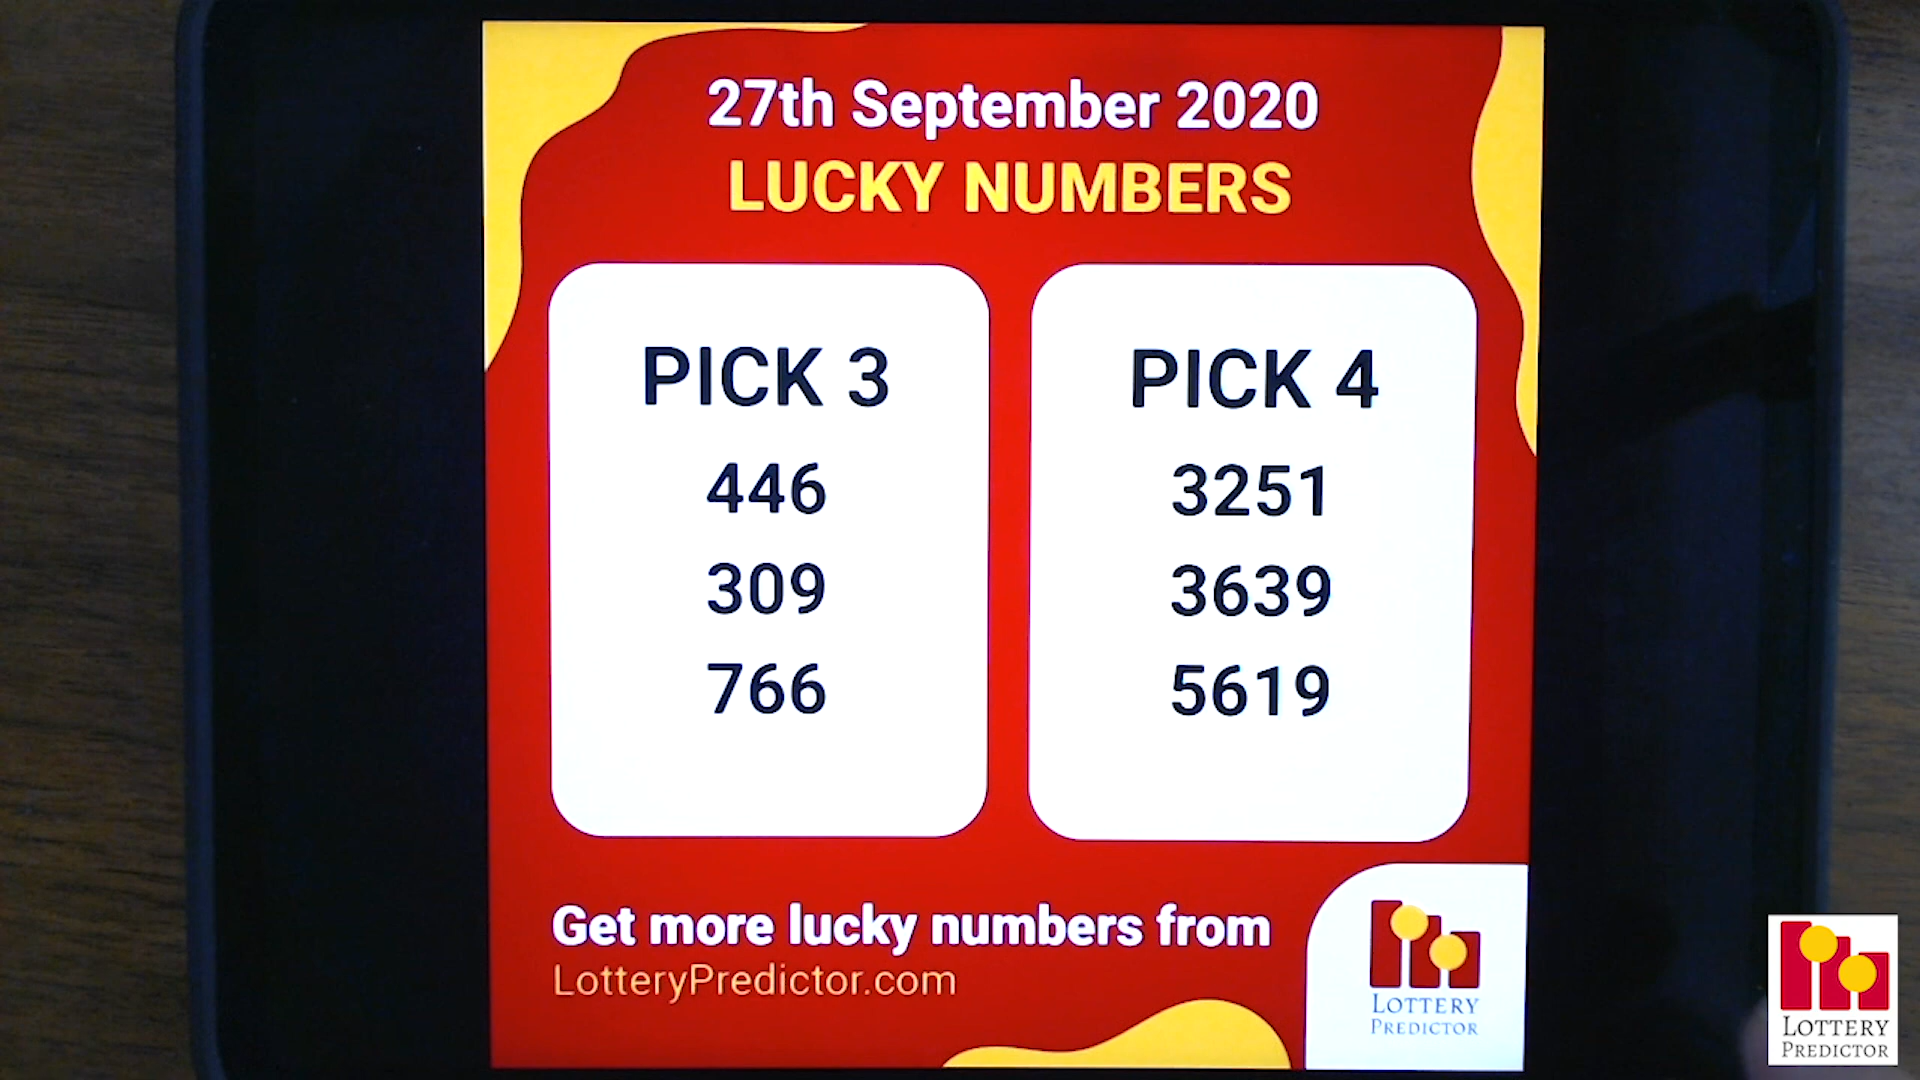 27th September 2020
LUCKY NUMBERS
PICK 3
446
309
766
PICK 4
3251
3639
5619
Get more lucky numbers from
LotteryPredictor.com
LOTTERY
PREDICTOR
LOTTERY
PREDICTOR